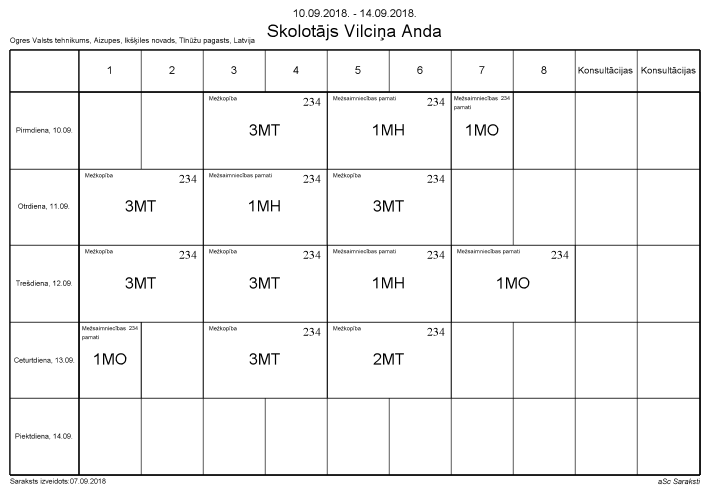 10.09.2018. - 14.09.2018.
Skolotājs Vilciņa Anda
Ogres Valsts tehnikums, Aizupes, Ikšķiles novads, Tīnūžu pagasts, Latvija
1 2 3 4 5 6 7 8 Konsultācijas Konsultācijas
Pirmdiena, 10.09.
Mežkopība 234
3MT
Mežsaimniecības pamati 234
1MH
Mežsaimniecības 234
pamati
1MO
Otrdiena, 11.09.
Mežkopība 234
3MT
Mežsaimniecības pamati 234
1MH
Mežkopība 234
3MT
Trešdiena, 12.09.
Mežkopība 234
3MT
Mežkopība 234
3MT
Mežsaimniecības pamati 234
1MH
Mežsaimniecības pamati 234
1MO
Ceturtdiena, 13.09.
Mežsaimniecības 234
pamati
1MO
Mežkopība 234
3MT
Mežkopība 234
2MT
Piektdiena, 14.09.
Saraksts izveidots:07.09.2018
aSc Saraksti